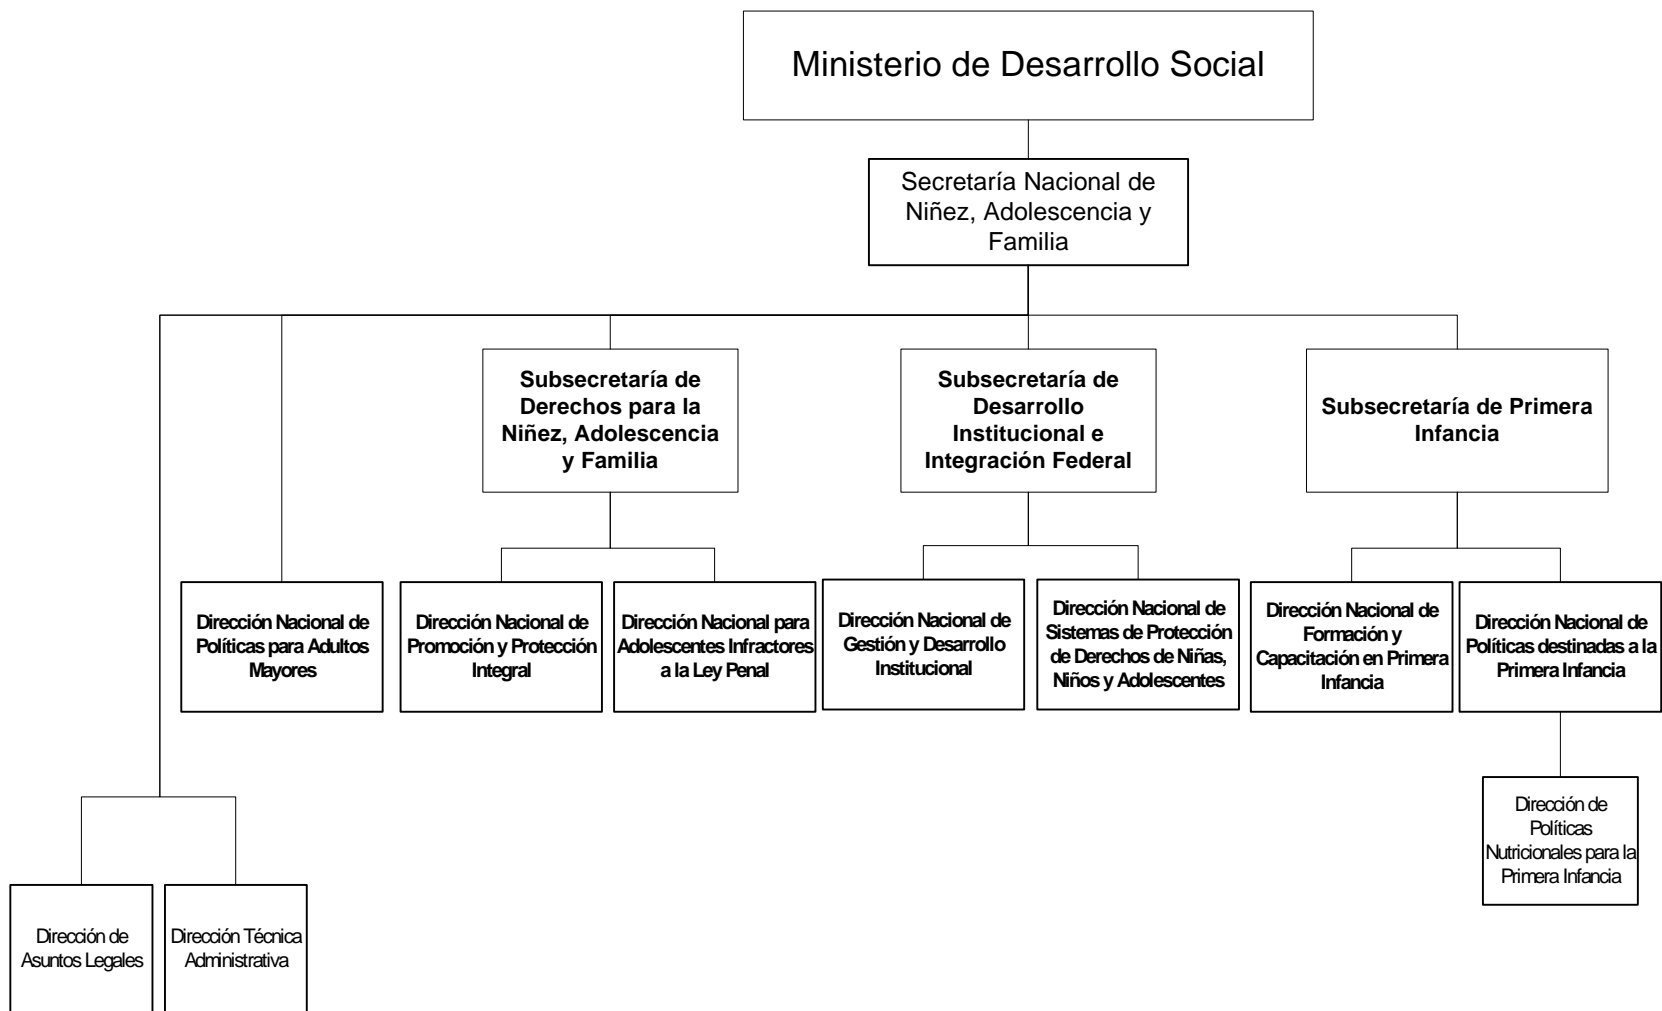 Ministerio de Desarrollo Social
Secretaría Nacional de
Niñez, Adolescencia y
Familia
Subsecretaría de
Derechos para la
Niñez, Adolescencia
y Familia
Subsecretaría de
Desarrollo
Institucional e
Integración Federal
Subsecretaría de Primera
Infancia
Dirección Nacional de
Políticas para Adultos
Mayores
Dirección Nacional de
Promoción y Protección
Integral
Dirección Nacional para
Adolescentes Infractores
a la Ley Penal
Dirección Nacional de
Gestión y Desarrollo
Institucional
Dirección Nacional de
Sistemas de Protección
de Derechos de Niñas,
Niños y Adolescentes
Dirección Nacional de
Formación y
Capacitación en Primera
Infancia
Dirección Nacional de
Políticas destinadas a la
Primera Infancia
Dirección de
Políticas
Nutricionales para la
Primera Infancia
Dirección de
Asuntos Legales
Dirección Técnica
Administrativa